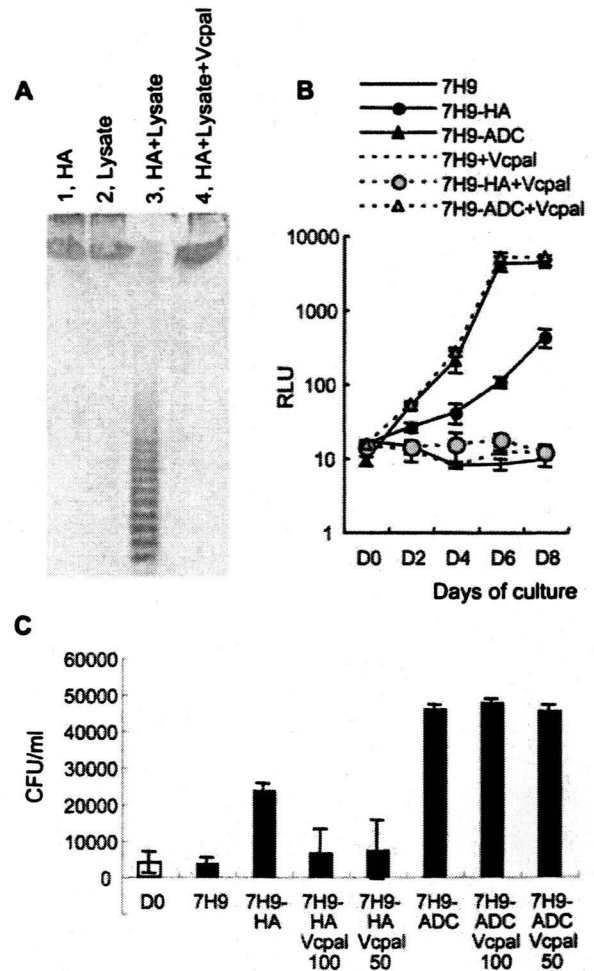 A
1, HA
2, Lysate
3, HA+Lysate
4, HA+Lysate+Vcpal
B
7H9
7H9-HA
7H9-ADC
7H9+Vcpal
7H9-HA+Vcpal
7H9-ADC+Vcpal
10000
1000
100
10
1
RLU
D0 D2 D4 D6 D8
Days of culture
C
60000
50000
40000
30000
20000
10000
0
CFU/ml
D0
7H9
7H9-
HA
7H9-
HA
Vcpal
100
7H9-
HA
Vcpal
50
7H9-
ADC
7H9-
ADC
Vcpal
100
7H9-
ADC
Vcpal
50